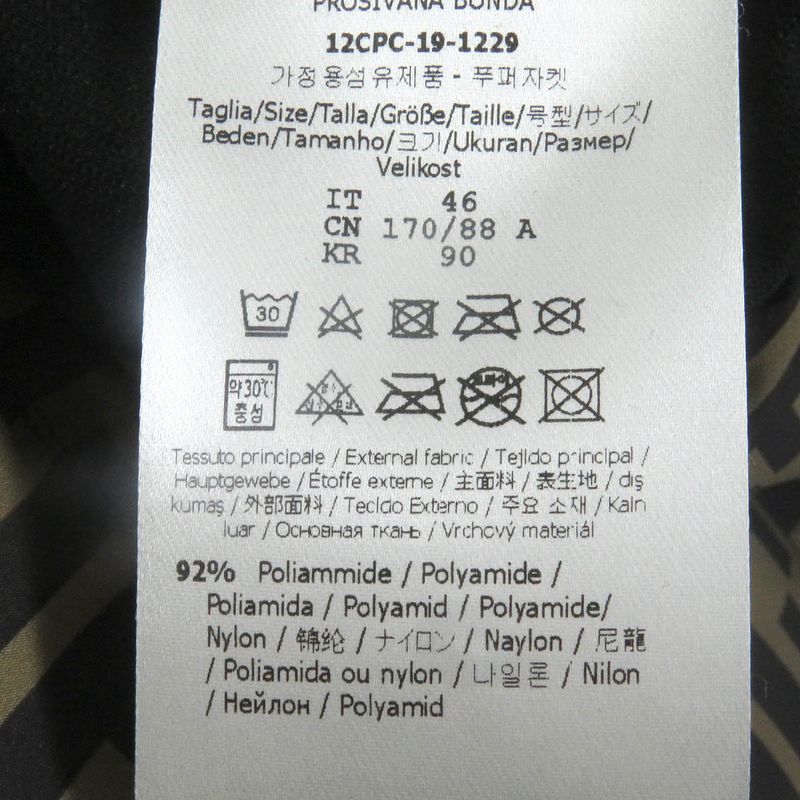 PROSIVANA BUNDA
12CPC-19-1229
가정용섬유제품 - 푸퍼자켓
Taglia/Size/Talla/Größe/Taille/号型/サイズ/
Beden/Tamanho/크기/Ukuran/Размер/
Velikost
IT 46
CN 170/88 A
KR 90
30
약30℃
중성
Tessuto principale / External fabric / Tejido principal /
Hauptgewebe / Étoffe externe / 主面料 / 表生地 / dış
kumaş / 外部面料 / Tecido Externo / 주요 소재 / Kain
luar / Основная ткань / Vrchový materiál
92% Poliammide / Polyamide /
Poliamida / Polyamid / Polyamide/
Nylon / 锦纶 / ナイロン / Naylon / 尼龍
/ Poliamida ou nylon / 나일론 / Nilon
/ Нейлон / Polyamid